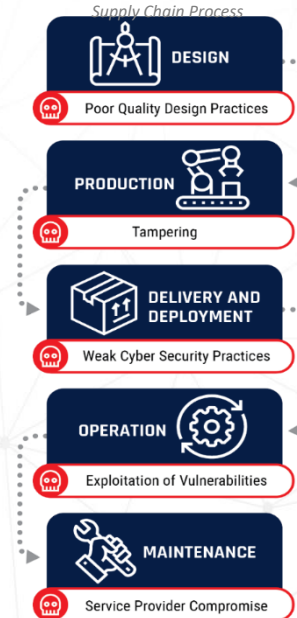 Supply Chain Process
DESIGN
Poor Quality Design Practices
PRODUCTION
Tampering
DELIVERY AND
DEPLOYMENT
Weak Cyber Security Practices
OPERATION
Exploitation of Vulnerabilities
MAINTENANCE
Service Provider Compromise